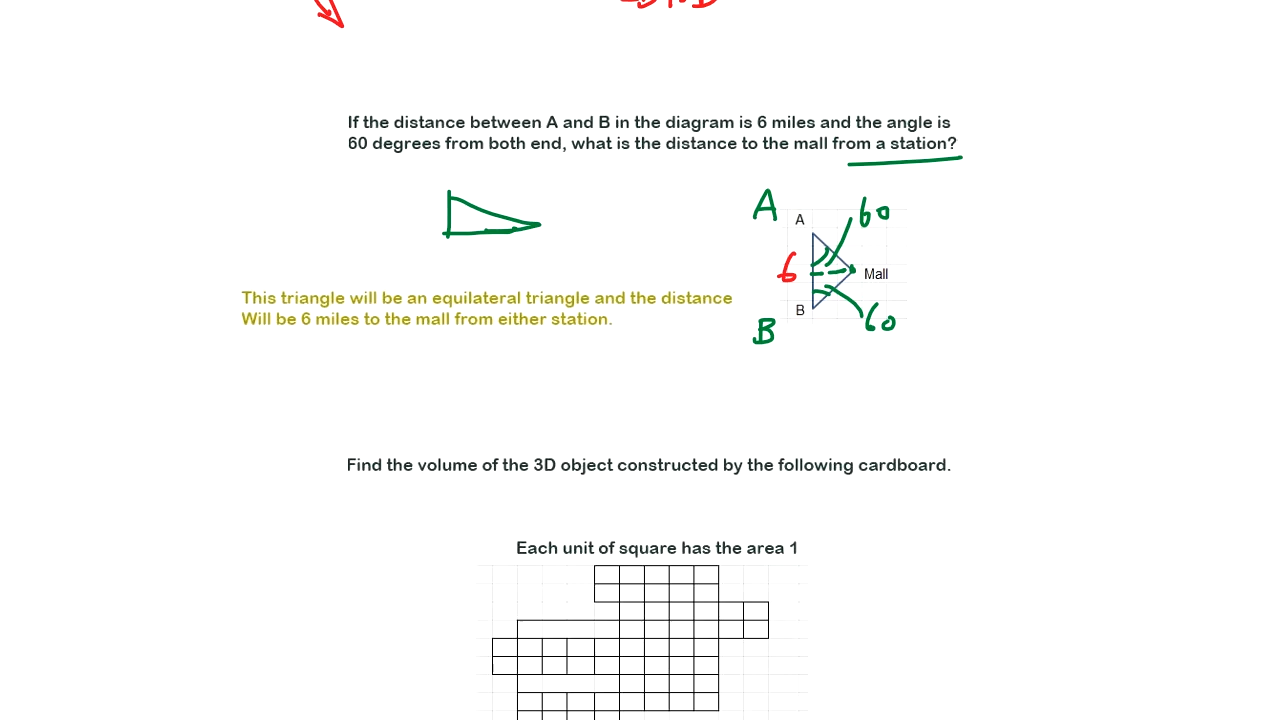 If the distance between A and B in the diagram is 6 miles and the angle is
60 degrees from both end, what is the distance to the mall from a station?
A
A
60
6
Mall
This triangle will be an equilateral triangle and the distance
Will be 6 miles to the mall from either station.
B
60
B
Find the volume of the 3D object constructed by the following cardboard.
Each unit of square has the area 1